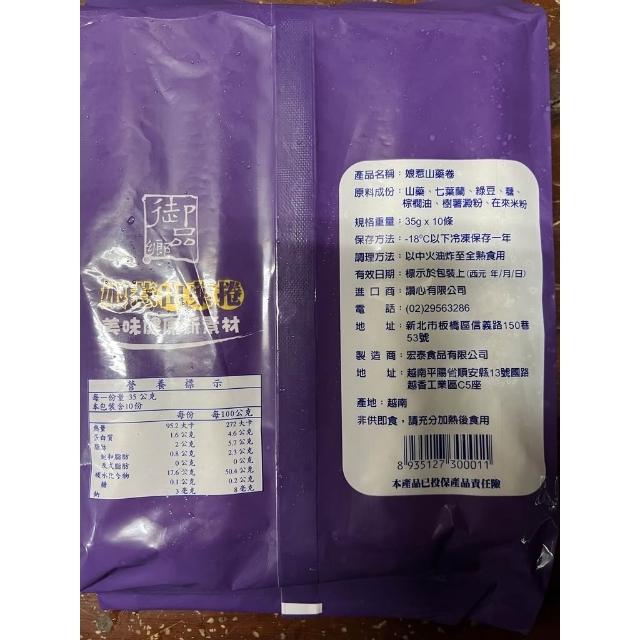 御品鄉
娘惹山藥捲
美味
素材
營養標示
每一份量 35 公克
本包裝含10份
每份 每100公克
熱量 95.2 大卡 272 大卡
蛋白質 1.6 公克 4.6 公克
脂肪 2 公克 5.7 公克
飽和脂肪 0.8 公克 2.3 公克
反式脂肪 0 公克 0 公克
碳水化合物 17.6 公克 50.4 公克
糖 0.1 公克 0.2 公克
鈉 3 毫克 8 毫克
產品名稱：娘惹山藥卷
原料成份：山藥、七葉蘭、綠豆、鹽、
棕櫚油、樹薯澱粉、在來米粉
規格重量：35g x 10條
保存方法：-18℃以下冷凍保存一年
調理方法：以中火油炸至全熟食用
有效日期：標示於包裝上 (西元 年/月/日)
進口商：讚心有限公司
電話：(02)29563286
地址：新北市板橋區信義路150巷
53號
製造商：宏泰食品有限公司
地址：越南平陽省順安縣13號國路
越香工業區C5座
產地：越南
非供即食，請充分加熱後食用
8 935127 300011
本產品已投保產品責任險